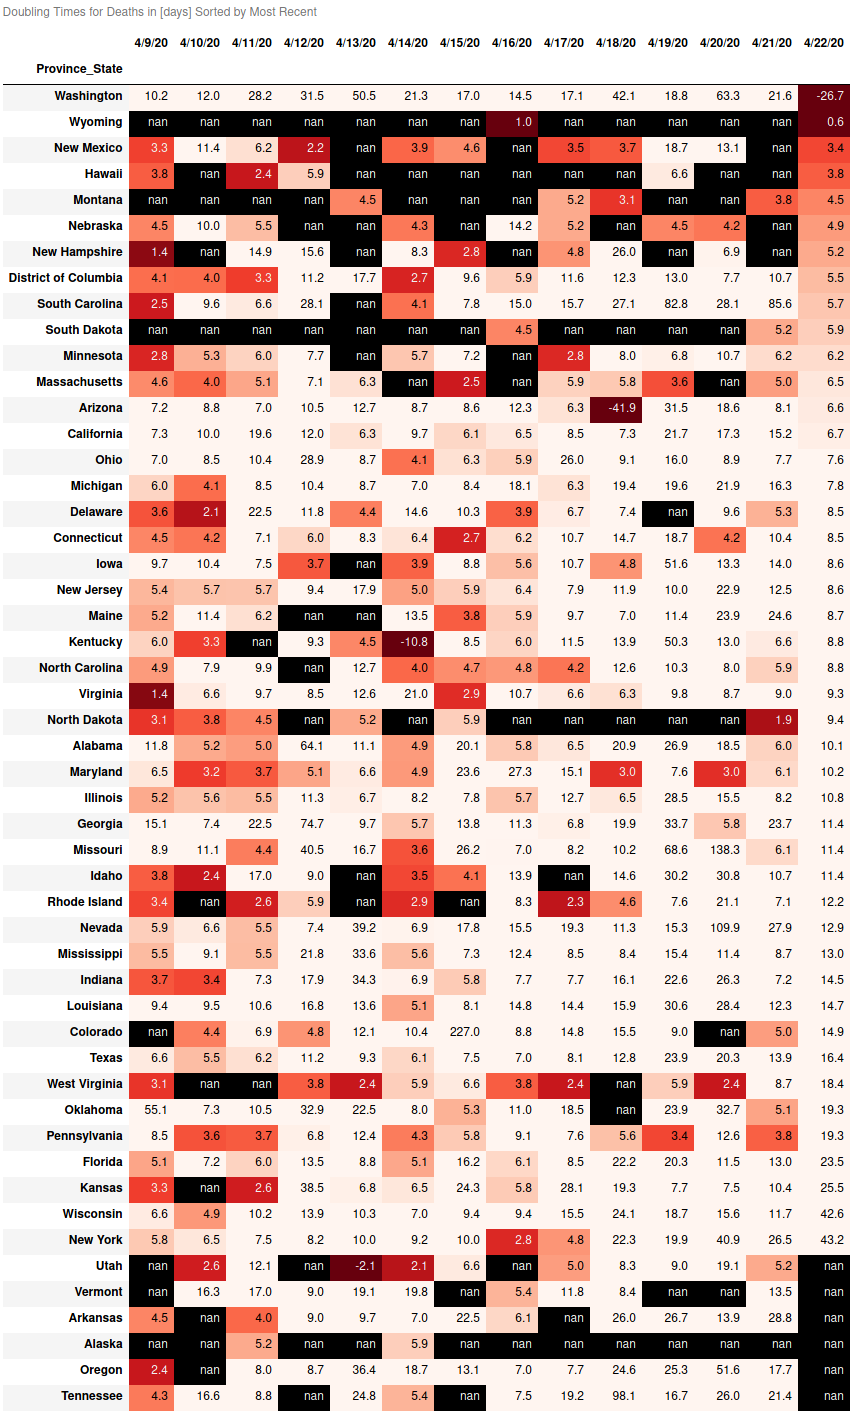 Doubling Times for Deaths in [days] Sorted by Most Recent
4/9/20 4/10/20 4/11/20 4/12/20 4/13/20 4/14/20 4/15/20 4/16/20 4/17/20 4/18/20 4/19/20 4/20/20 4/21/20 4/22/20
Province_State
Washington 10.2 12.0 28.2 31.5 50.5 21.3 17.0 14.5 17.1 42.1 18.8 63.3 21.6 -26.7
Wyoming nan nan nan nan nan nan nan 1.0 nan nan nan nan nan 0.6
New Mexico 3.3 11.4 6.2 2.2 nan 3.9 4.6 nan 3.5 3.7 18.7 13.1 nan 3.4
Hawaii 3.8 nan 2.4 5.9 nan nan nan nan nan nan 6.6 nan nan 3.8
Montana nan nan nan nan 4.5 nan nan nan 5.2 3.1 nan nan 3.8 4.5
Nebraska 4.5 10.0 5.5 nan nan 4.3 nan 14.2 5.2 nan 4.5 4.2 nan 4.9
New Hampshire 1.4 nan 14.9 15.6 nan 8.3 2.8 nan 4.8 26.0 nan 6.9 nan 5.2
District of Columbia 4.1 4.0 3.3 11.2 17.7 2.7 9.6 5.9 11.6 12.3 13.0 7.7 10.7 5.5
South Carolina 2.5 9.6 6.6 28.1 nan 4.1 7.8 15.0 15.7 27.1 82.8 28.1 85.6 5.7
South Dakota nan nan nan nan nan nan nan 4.5 nan nan nan nan 5.2 5.9
Minnesota 2.8 5.3 6.0 7.7 nan 5.7 7.2 nan 2.8 8.0 6.8 10.7 6.2 6.2
Massachusetts 4.6 4.0 5.1 7.1 6.3 nan 2.5 nan 5.9 5.8 3.6 nan 5.0 6.5
Arizona 7.2 8.8 7.0 10.5 12.7 8.7 8.6 12.3 6.3 -41.9 31.5 18.6 8.1 6.6
California 7.3 10.0 19.6 12.0 6.3 9.7 6.1 6.5 8.5 7.3 21.7 17.3 15.2 6.7
Ohio 7.0 8.5 10.4 28.9 8.7 4.1 6.3 5.9 26.0 9.1 16.0 8.9 7.7 7.6
Michigan 6.0 4.1 8.5 10.4 8.7 7.0 8.4 18.1 6.3 19.4 19.6 21.9 16.3 7.8
Delaware 3.6 2.1 22.5 11.8 4.4 14.6 10.3 3.9 6.7 7.4 nan 9.6 5.3 8.5
Connecticut 4.5 4.2 7.1 6.0 8.3 6.4 2.7 6.2 10.7 14.7 18.7 4.2 10.4 8.5
Iowa 9.7 10.4 7.5 3.7 nan 3.9 8.8 5.6 10.7 4.8 51.6 13.3 14.0 8.6
New Jersey 5.4 5.7 5.7 9.4 17.9 5.0 5.9 6.4 7.9 11.9 10.0 22.9 12.5 8.6
Maine 5.2 11.4 6.2 nan nan 13.5 3.8 5.9 9.7 7.0 11.4 23.9 24.6 8.7
Kentucky 6.0 3.3 nan 9.3 4.5 -10.8 8.5 6.0 11.5 13.9 50.3 13.0 6.6 8.8
North Carolina 4.9 7.9 9.9 nan 12.7 4.0 4.7 4.8 4.2 12.6 10.3 8.0 5.9 8.8
Virginia 1.4 6.6 9.7 8.5 12.6 21.0 2.9 10.7 6.6 6.3 9.8 8.7 9.0 9.3
North Dakota 3.1 3.8 4.5 nan 5.2 nan 5.9 nan nan nan nan nan 1.9 9.4
Alabama 11.8 5.2 5.0 64.1 11.1 4.9 20.1 5.8 6.5 20.9 26.9 18.5 6.0 10.1
Maryland 6.5 3.2 3.7 5.1 6.6 4.9 23.6 27.3 15.1 3.0 7.6 3.0 6.1 10.2
Illinois 5.2 5.6 5.5 11.3 6.7 8.2 7.8 5.7 12.7 6.5 28.5 15.5 8.2 10.8
Georgia 15.1 7.4 22.5 74.7 9.7 5.7 13.8 11.3 6.8 19.9 33.7 5.8 23.7 11.4
Missouri 8.9 11.1 4.4 40.5 16.7 3.6 26.2 7.0 8.2 10.2 68.6 138.3 6.1 11.4
Idaho 3.8 2.4 17.0 9.0 nan 3.5 4.1 13.9 nan 14.6 30.2 30.8 10.7 11.4
Rhode Island 3.4 nan 2.6 5.9 nan 2.9 nan 8.3 2.3 4.6 7.6 21.1 7.1 12.2
Nevada 5.9 6.6 5.5 7.4 39.2 6.9 17.8 15.5 19.3 11.3 15.3 109.9 27.9 12.9
Mississippi 5.5 9.1 5.5 21.8 33.6 5.6 7.3 12.4 8.5 8.4 15.4 11.4 8.7 13.0
Indiana 3.7 3.4 7.3 17.9 34.3 6.9 5.8 7.7 7.7 16.1 22.6 26.3 7.2 14.5
Louisiana 9.4 9.5 10.6 16.8 13.6 5.1 8.1 14.8 14.4 15.9 30.6 28.4 12.3 14.7
Colorado nan 4.4 6.9 4.8 12.1 10.4 227.0 8.8 14.8 15.5 9.0 nan 5.0 14.9
Texas 6.6 5.5 6.2 11.2 9.3 6.1 7.5 7.0 8.1 12.8 23.9 20.3 13.9 16.4
West Virginia 3.1 nan nan 3.8 2.4 5.9 6.6 3.8 2.4 nan 5.9 2.4 8.7 18.4
Oklahoma 55.1 7.3 10.5 32.9 22.5 8.0 5.3 11.0 18.5 nan 23.9 32.7 5.1 19.3
Pennsylvania 8.5 3.6 3.7 6.8 12.4 4.3 5.8 9.1 7.6 5.6 3.4 12.6 3.8 19.3
Florida 5.1 7.2 6.0 13.5 8.8 5.1 16.2 6.1 8.5 22.2 20.3 11.5 13.0 23.5
Kansas 3.3 nan 2.6 38.5 6.8 6.5 24.3 5.8 28.1 19.3 7.7 7.5 10.4 25.5
Wisconsin 6.6 4.9 10.2 13.9 10.3 7.0 9.4 9.4 15.5 24.1 18.7 15.6 11.7 42.6
New York 5.8 6.5 7.5 8.2 10.0 9.2 10.0 2.8 4.8 22.3 19.9 40.9 26.5 43.2
Utah nan 2.6 12.1 nan -2.1 2.1 6.6 nan 5.0 8.3 9.0 19.1 5.2 nan
Vermont nan 16.3 17.0 9.0 19.1 19.8 nan 5.4 11.8 8.4 nan nan 13.5 nan
Arkansas 4.5 nan 4.0 9.0 9.7 7.0 22.5 6.1 nan 26.0 26.7 13.9 28.8 nan
Alaska nan nan 5.2 nan nan 5.9 nan nan nan nan nan nan nan nan
Oregon 2.4 nan 8.0 8.7 36.4 18.7 13.1 7.0 7.7 24.6 25.3 51.6 17.7 nan
Tennessee 4.3 16.6 8.8 nan 24.8 5.4 nan 7.5 19.2 98.1 16.7 26.0 21.4 nan